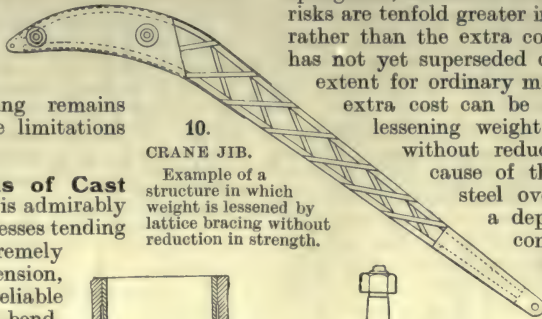 risks are tenfold greater i
rather than the extra co
has not yet superseded
extent for ordinary m
extra cost can be
lessening weight
without redu
cause of th
steel ov
a dep
con
ng remains
e limitations
s of Cast
is admirably
esses tending
remely
ension,
eliable
bend
10.
CRANE JIB.
Example of a
structure in which
weight is lessened by
lattice bracing without
reduction in strength.